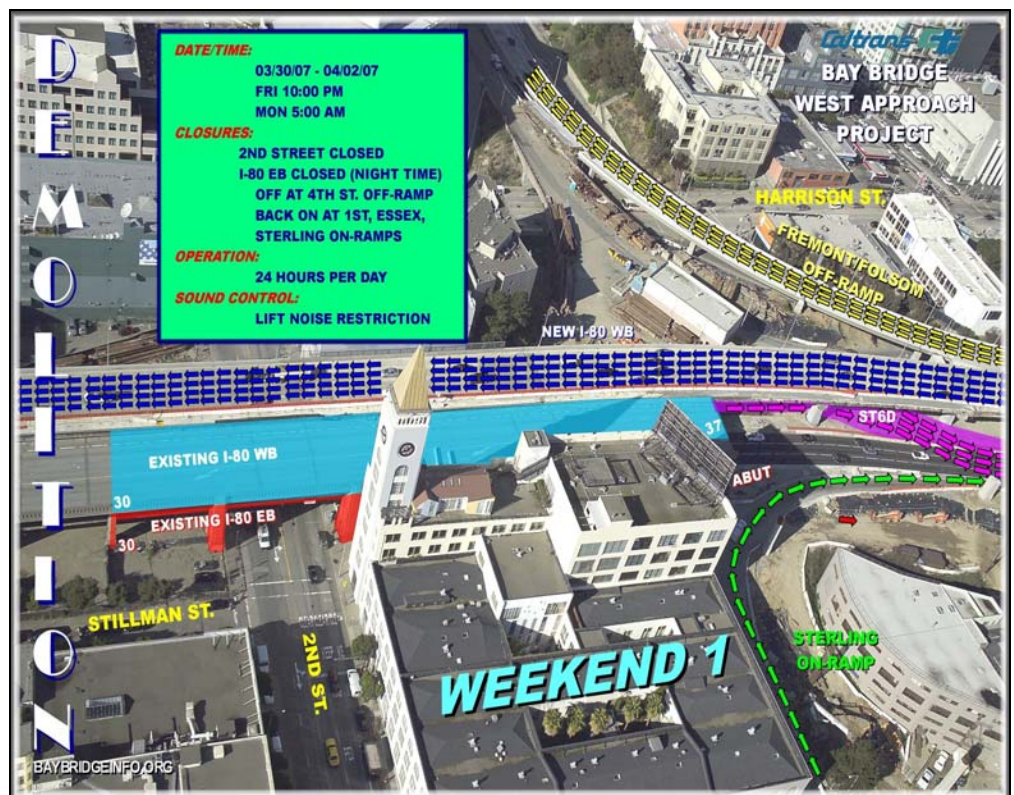 DEMOLITION
DATE/TIME:
03/30/07 - 04/02/07
FRI 10:00 PM
MON 5:00 AM
CLOSURES:
2ND STREET CLOSED
I-80 EB CLOSED (NIGHT TIME)
OFF AT 4TH ST. OFF-RAMP
BACK ON AT 1ST, ESSEX,
STERLING ON-RAMPS
OPERATION:
24 HOURS PER DAY
SOUND CONTROL:
LIFT NOISE RESTRICTION
Caltrans
BAY BRIDGE
WEST APPROACH
PROJECT
HARRISON ST.
FREMONT/FOLSOM
OFF-RAMP
NEW I-80 WB
ST6D
37
EXISTING I-80 WB
30
ABUT
EXISTING I-80 EB
30
STILLMAN ST.
2ND ST.
WEEKEND 1
STERLING
ON-RAMP
BAYBRIDGEINFO.ORG